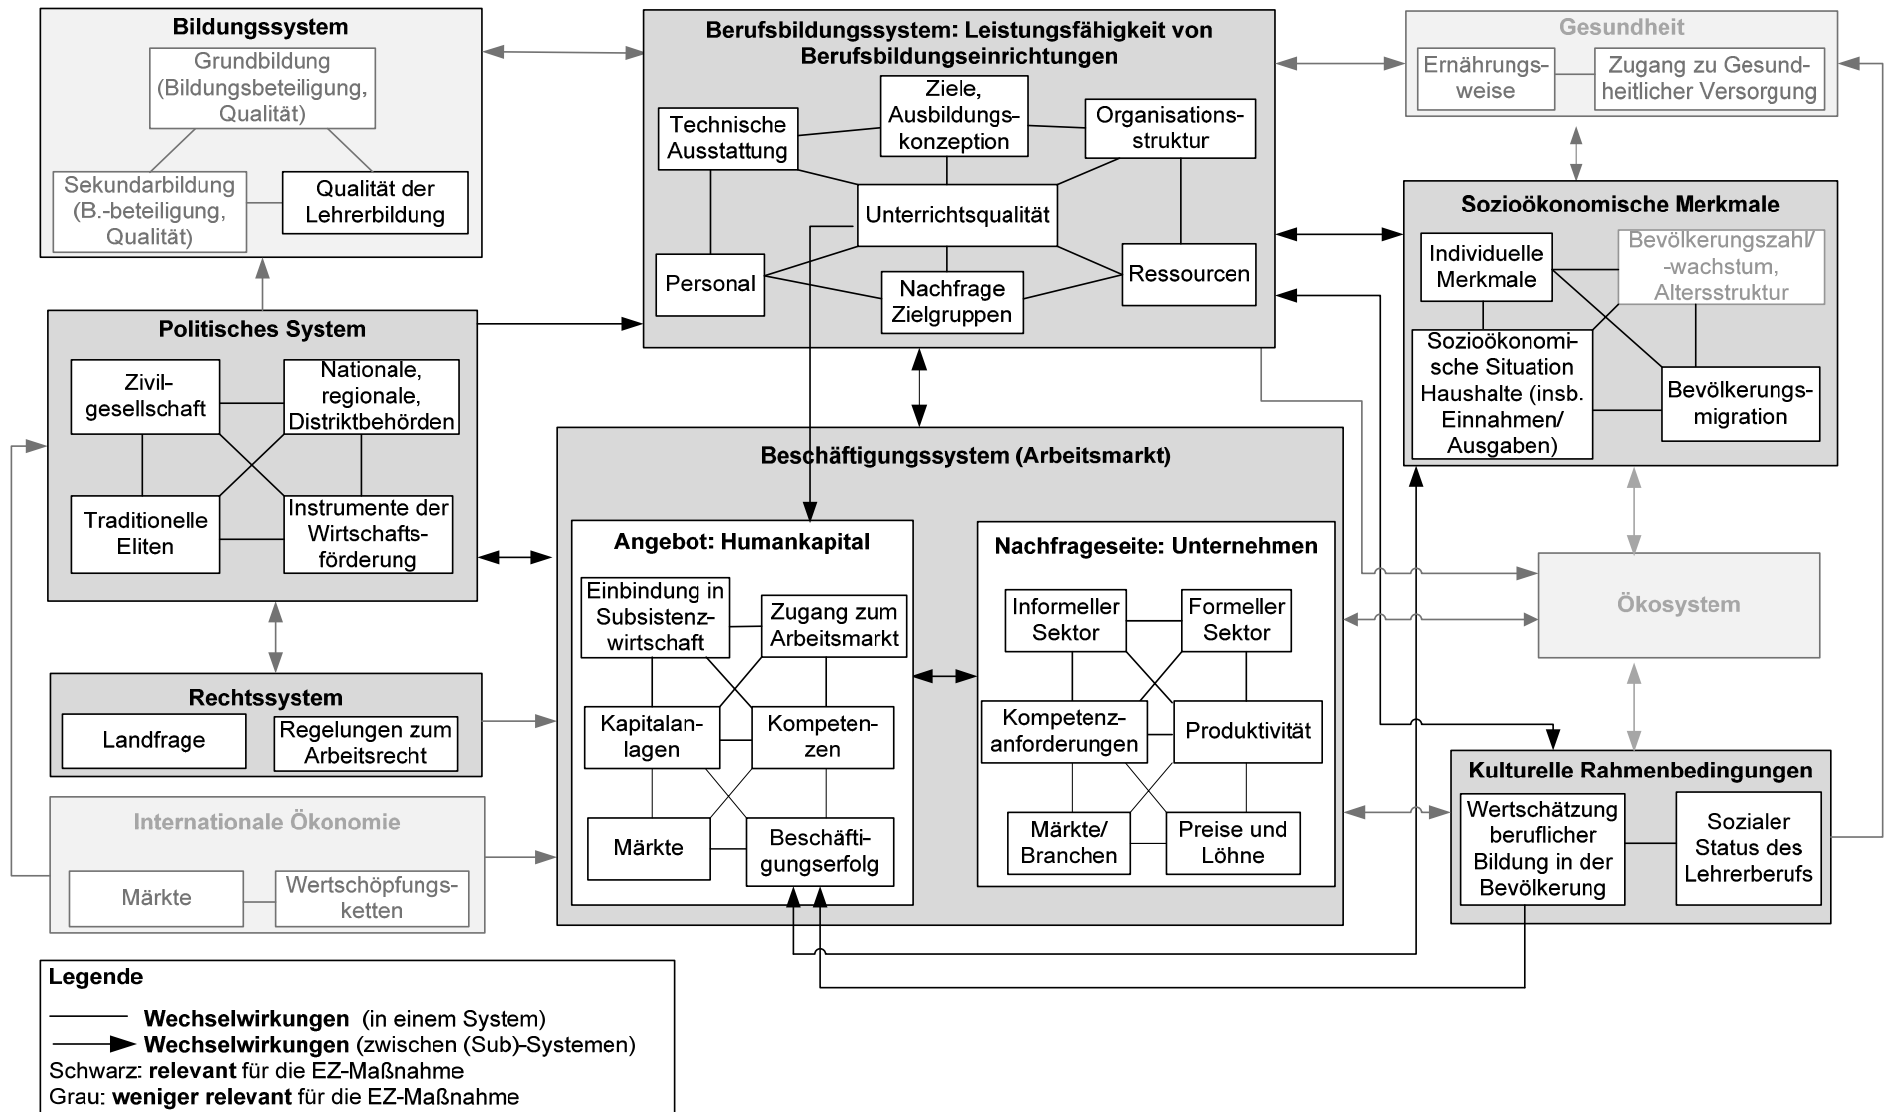 Bildungssystem
Grundbildung
(Bildungsbeteiligung,
Qualität)
Sekundarbildung
(B.-beteiligung,
Qualität)
Qualität der
Lehrerbildung
Berufsbildungssystem: Leistungsfähigkeit von
Berufsbildungseinrichtungen
Technische
Ausstattung
Ziele,
Ausbildungs-
konzeption
Organisations-
struktur
Unterrichtsqualität
Personal
Nachfrage
Zielgruppen
Ressourcen
Gesundheit
Ernährungs-
weise
Zugang zu Gesund-
heitlicher Versorgung
Sozioökonomische Merkmale
Individuelle
Merkmale
Bevölkerungszahl/
-wachstum,
Altersstruktur
Sozioökonomi-
sche Situation
Haushalte (insb.
Einnahmen/
Ausgaben)
Bevölkerungs-
migration
Politisches System
Zivil-
gesellschaft
Nationale,
regionale,
Distriktbehörden
Traditionelle
Eliten
Instrumente der
Wirtschafts-
förderung
Beschäftigungssystem (Arbeitsmarkt)
Angebot: Humankapital
Einbindung in
Subsistenz-
wirtschaft
Zugang zum
Arbeitsmarkt
Kapitalan-
lagen
Kompeten-
zen
Märkte
Beschäfti-
gungserfolg
Nachfrageseite: Unternehmen
Informeller
Sektor
Formeller
Sektor
Kompetenz-
anforderungen
Produktivität
Märkte/
Branchen
Preise und
Löhne
Ökosystem
Rechtssystem
Landfrage
Regelungen zum
Arbeitsrecht
Internationale Ökonomie
Märkte
Wertschöpfungs-
ketten
Kulturelle Rahmenbedingungen
Wertschätzung
beruflicher
Bildung in der
Bevölkerung
Sozialer
Status des
Lehrerberufs
Legende
Wechselwirkungen (in einem System)
Wechselwirkungen (zwischen (Sub)-Systemen)
Schwarz: relevant für die EZ-Maßnahme
Grau: weniger relevant für die EZ-Maßnahme